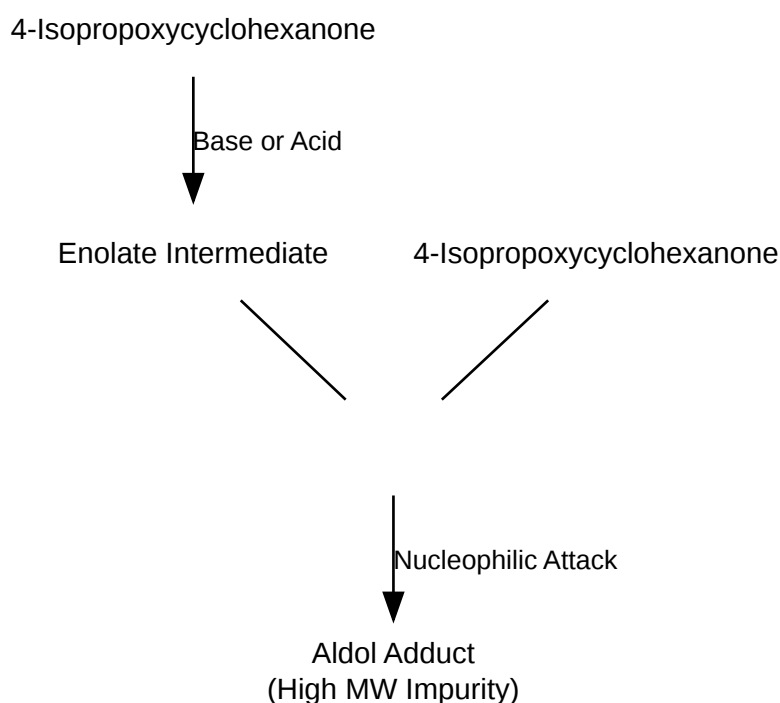 4-Isopropoxycyclohexanone
Base or Acid
Enolate Intermediate
4-Isopropoxycyclohexanone
Nucleophilic Attack
Aldol Adduct
(High MW Impurity)